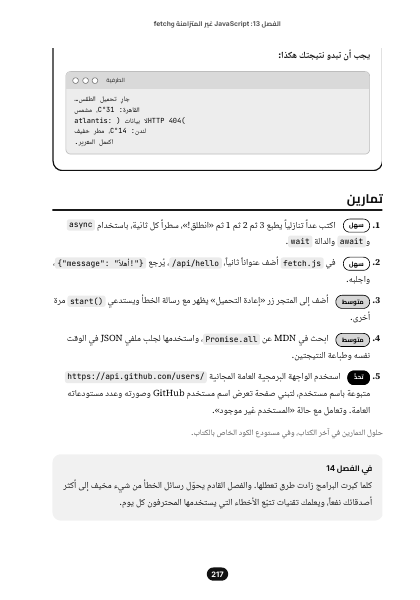 الفصل 13: JavaScript غير المتزامنة وfetch
يجب أن تبدو نتيجتك هكذا:
الطرفية
جارٍ تحميل الطقس…
القاهرة: 31°C، مشمس
atlantis: لا بيانات (HTTP 404)
لندن: 14°C، مطر خفيف
اكتمل التقرير.
تمارين
1. سهل اكتب عداً تنازلياً يطبع 3 ثم 2 ثم 1 ثم «انطلق!»، سطراً كل ثانية، باستخدام async
و await والدالة wait.
2. سهل في fetch.js أضف عنواناً ثانياً، /api/hello، يُرجع {"message": "أهلاً!"}،
واجلبه.
3. متوسط أضف إلى المتجر زر «إعادة التحميل» يظهر مع رسالة الخطأ ويستدعي start() مرة
أخرى.
4. متوسط ابحث في MDN عن Promise.all، واستخدمها لجلب ملفي JSON في الوقت
نفسه وطباعة النتيجتين.
5. تحدٍّ استخدم الواجهة البرمجية العامة المجانية https://api.github.com/users/
متبوعة باسم مستخدم، لتبني صفحة تعرض اسم مستخدم GitHub وصورته وعدد مستودعاته
العامة. وتعامل مع حالة «المستخدم غير موجود».
حلول التمارين في آخر الكتاب، وفي مستودع الكود الخاص بالكتاب.
في الفصل 14
كلما كبرت البرامج زادت طرق تعطلها. والفصل القادم يحوّل رسائل الخطأ من شيء مخيف إلى أكثر
أصدقائك نفعاً، ويعلمك تقنيات تتبّع الأخطاء التي يستخدمها المحترفون كل يوم.
217